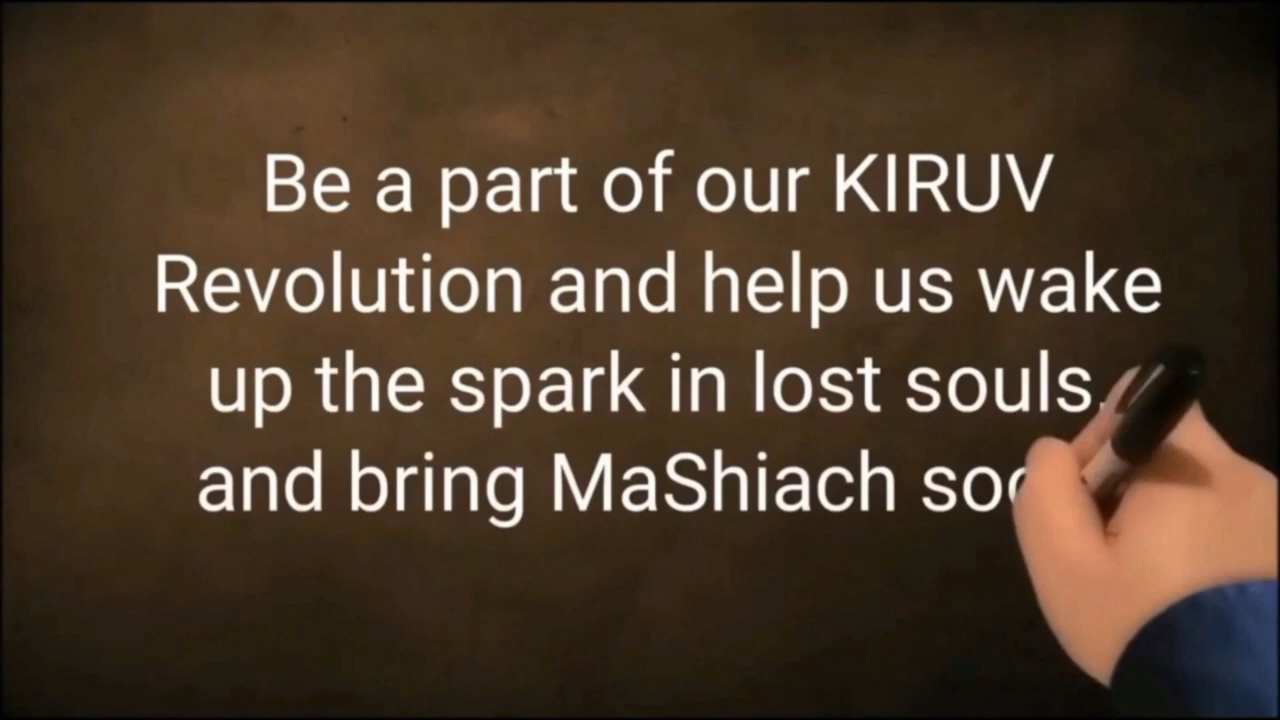 Be a part of our KIRUV
Revolution and help us wake
up the spark in lost souls,
and bring MaShiach